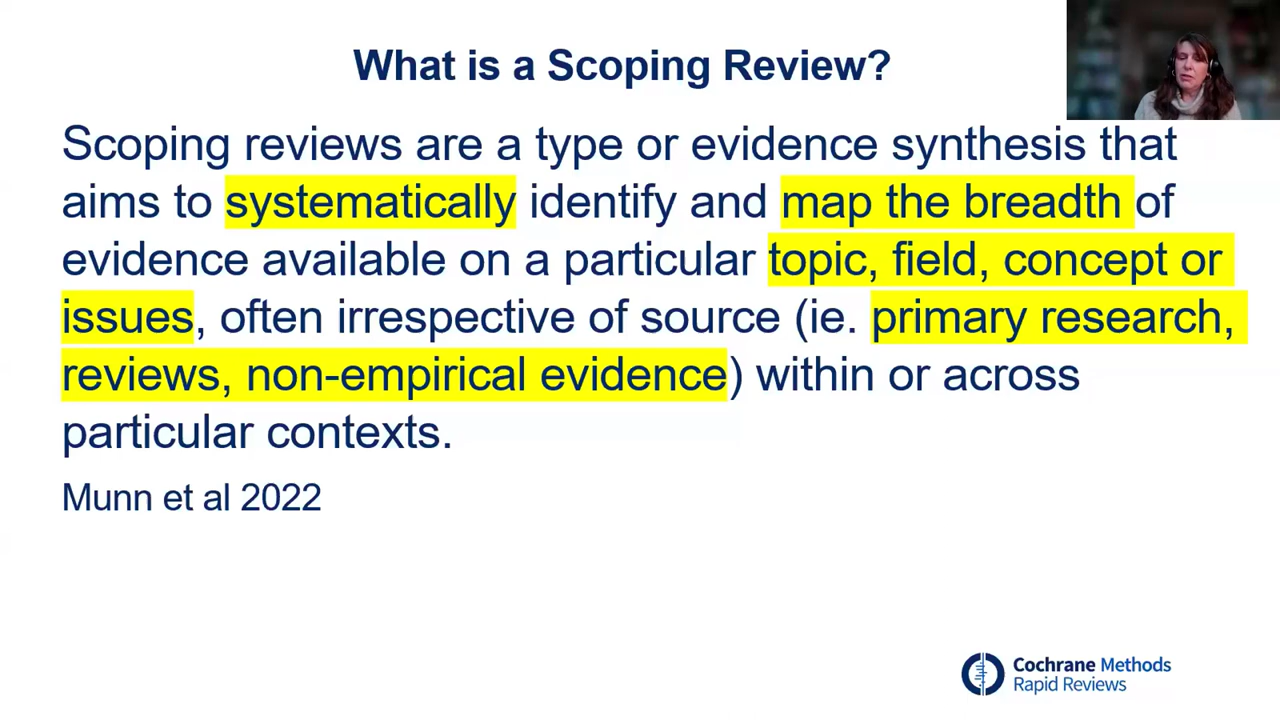 What is a Scoping Review?
Scoping reviews are a type or evidence synthesis that
aims to systematically identify and map the breadth of
evidence available on a particular topic, field, concept or
issues, often irrespective of source (ie. primary research,
reviews, non-empirical evidence) within or across
particular contexts.
Munn et al 2022
Cochrane Methods
Rapid Reviews